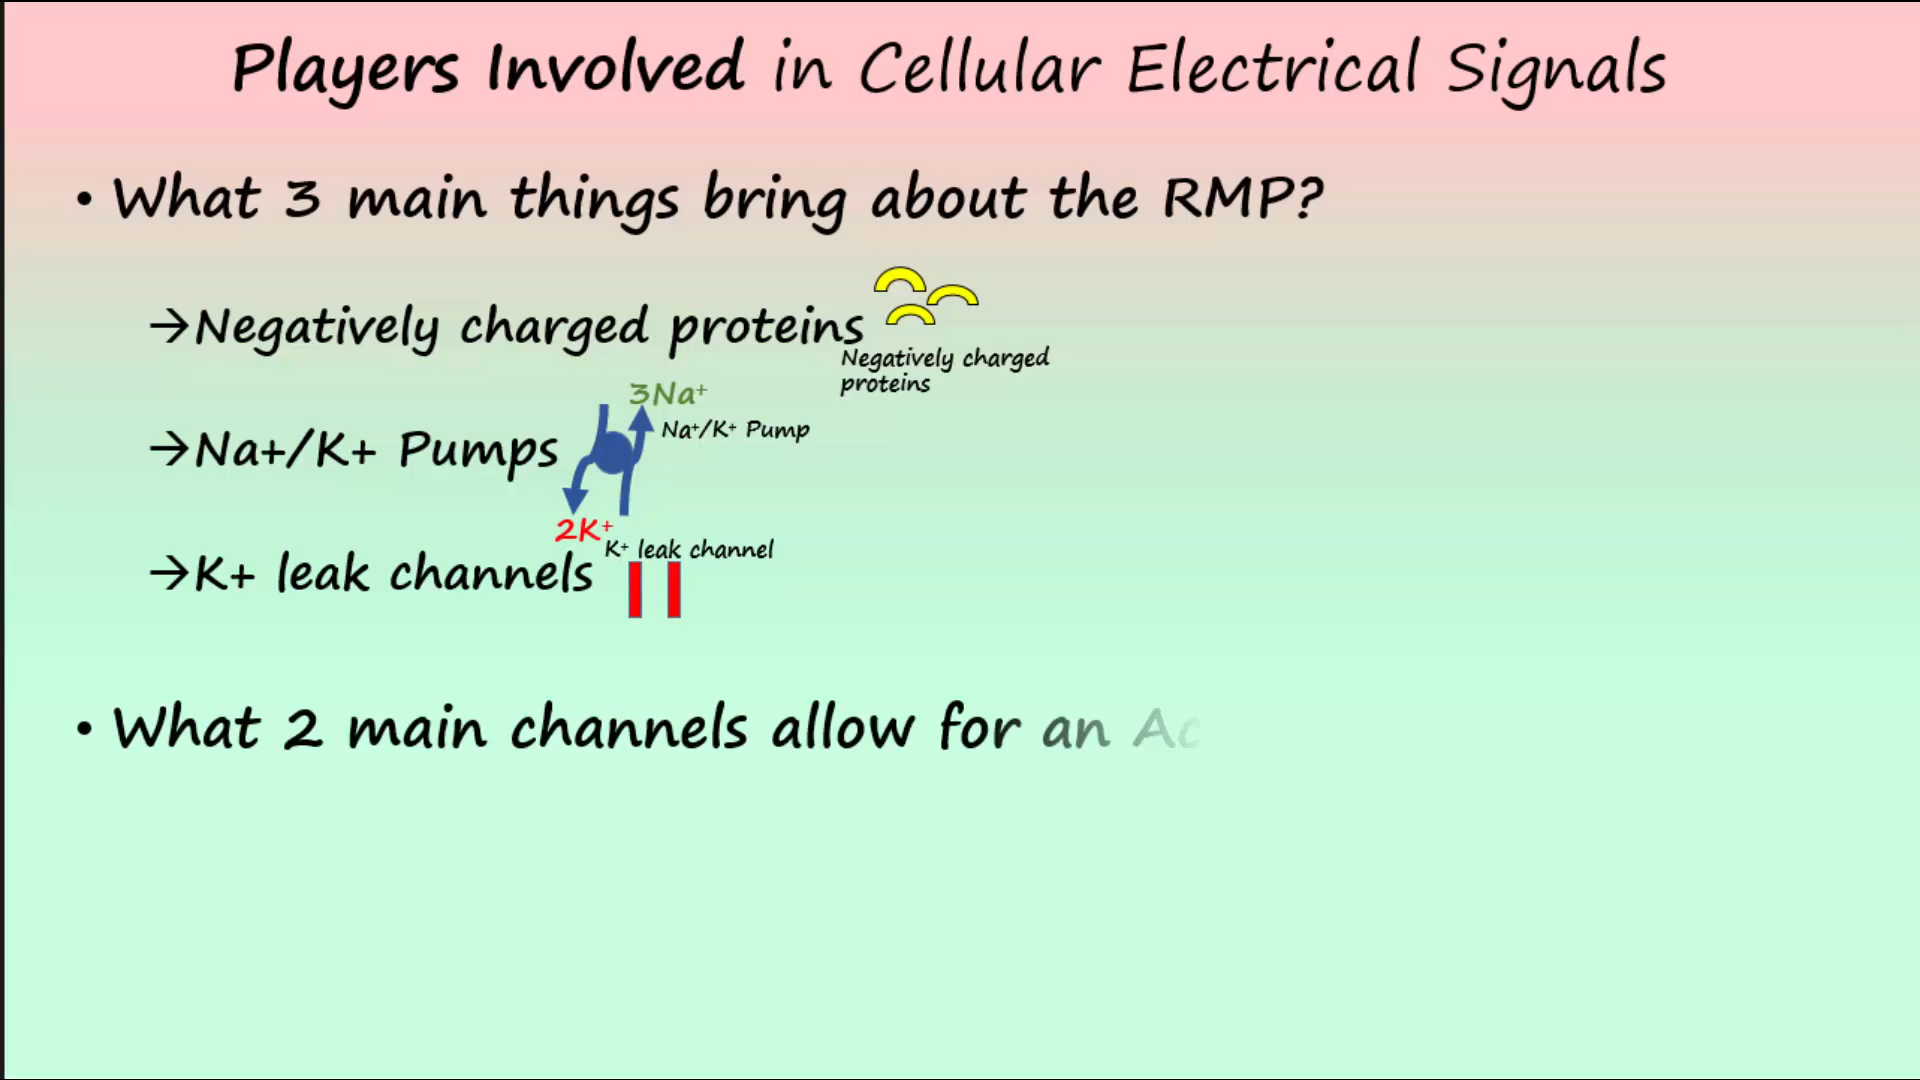 Players Involved in Cellular Electrical Signals
• What 3 main things bring about the RMP?
→Negatively charged proteins
Negatively charged
proteins
3Na⁺
Na⁺/K⁺ Pump
→Na+/K+ Pumps
2K⁺
K⁺ leak channel
→K+ leak channels
• What 2 main channels allow for an